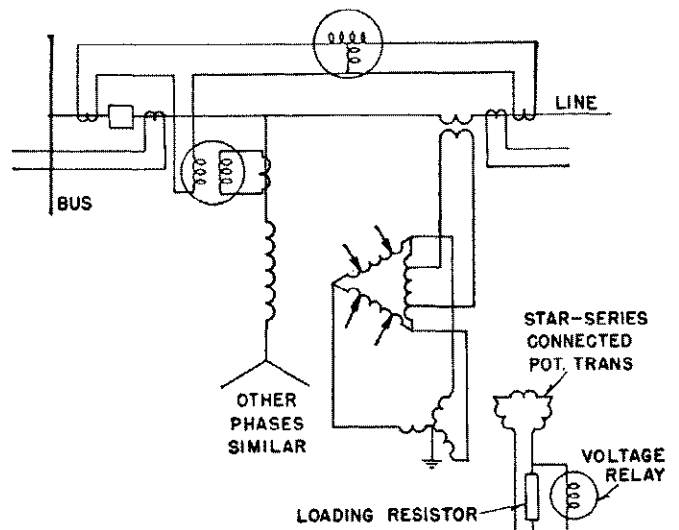 LINE
BUS
STAR-SERIES
CONNECTED
POT. TRANS
OTHER
PHASES
SIMILAR
VOLTAGE
RELAY
LOADING RESISTOR